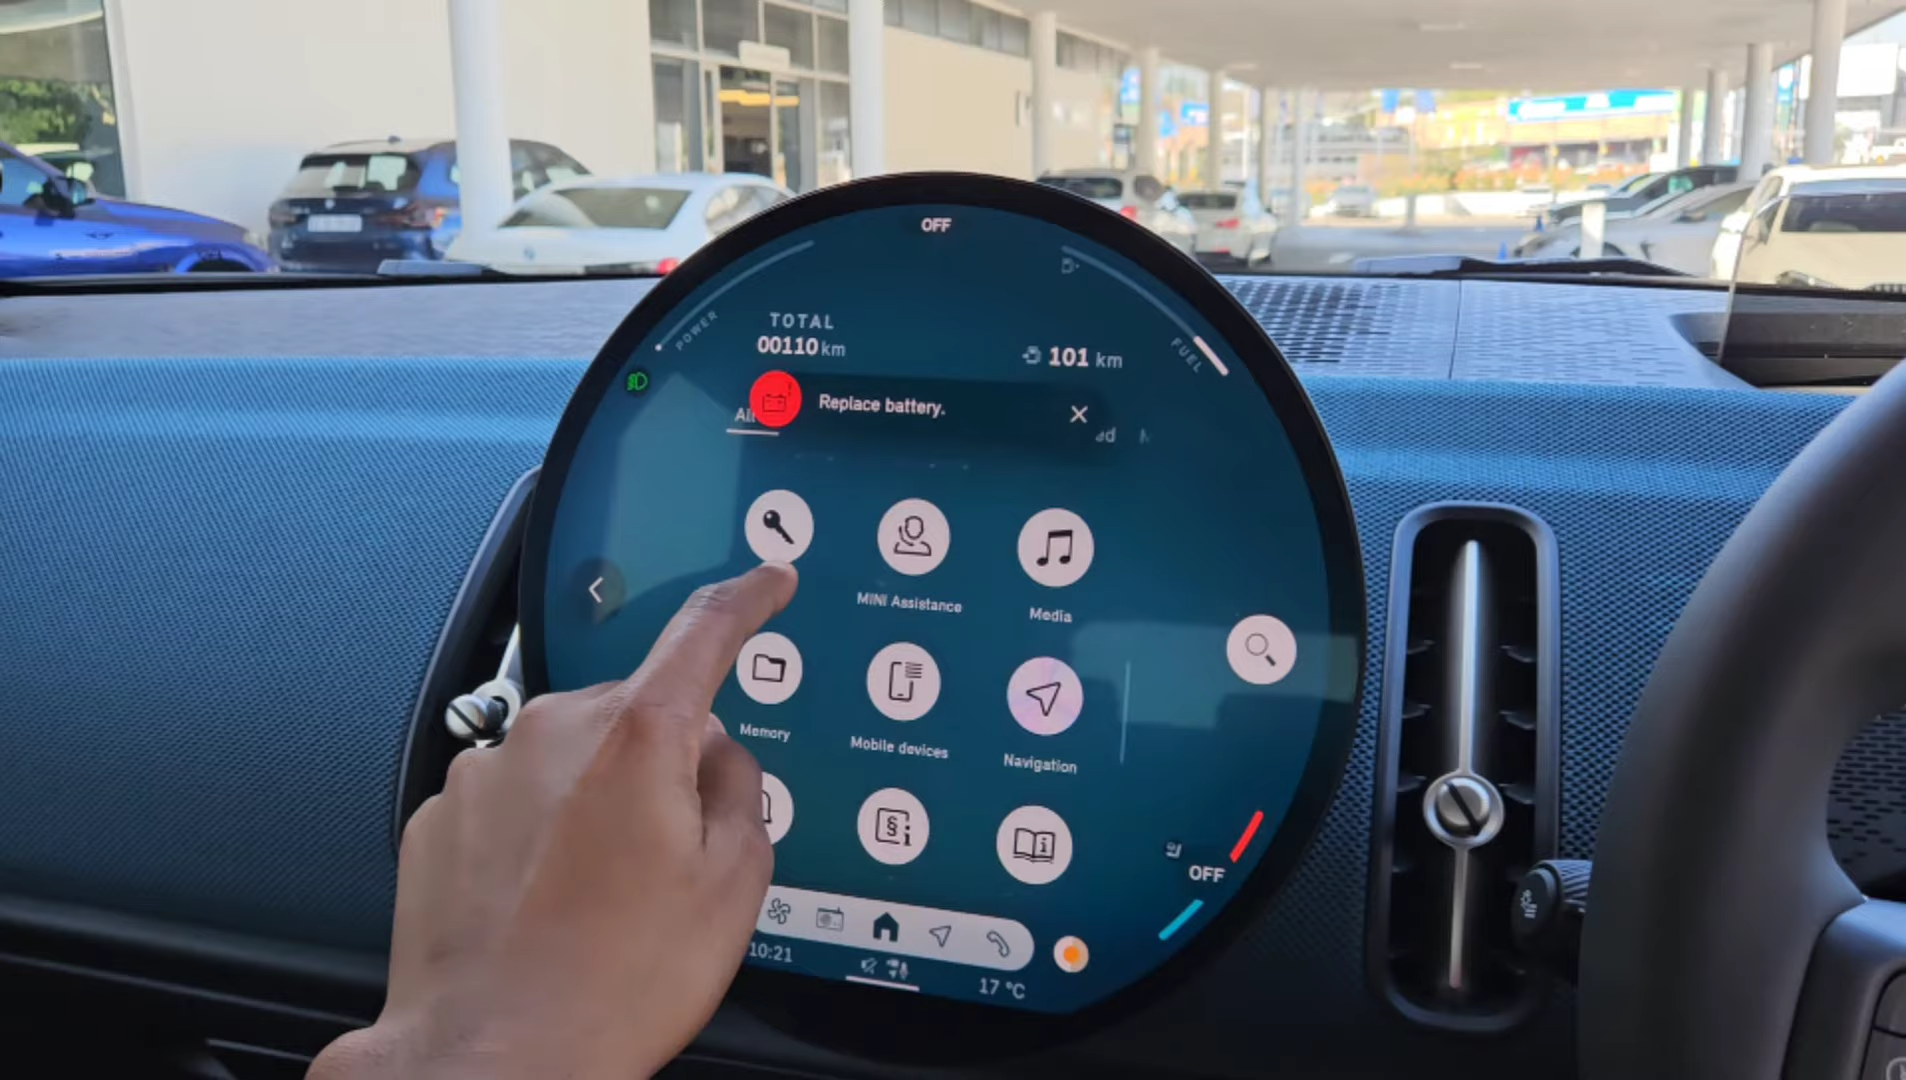 OFF
POWER
TOTAL
00110 km
101 km
FUEL
Replace battery.
All
MINI Assistance
Media
Memory
Mobile devices
Navigation
OFF
10:21
17 °C